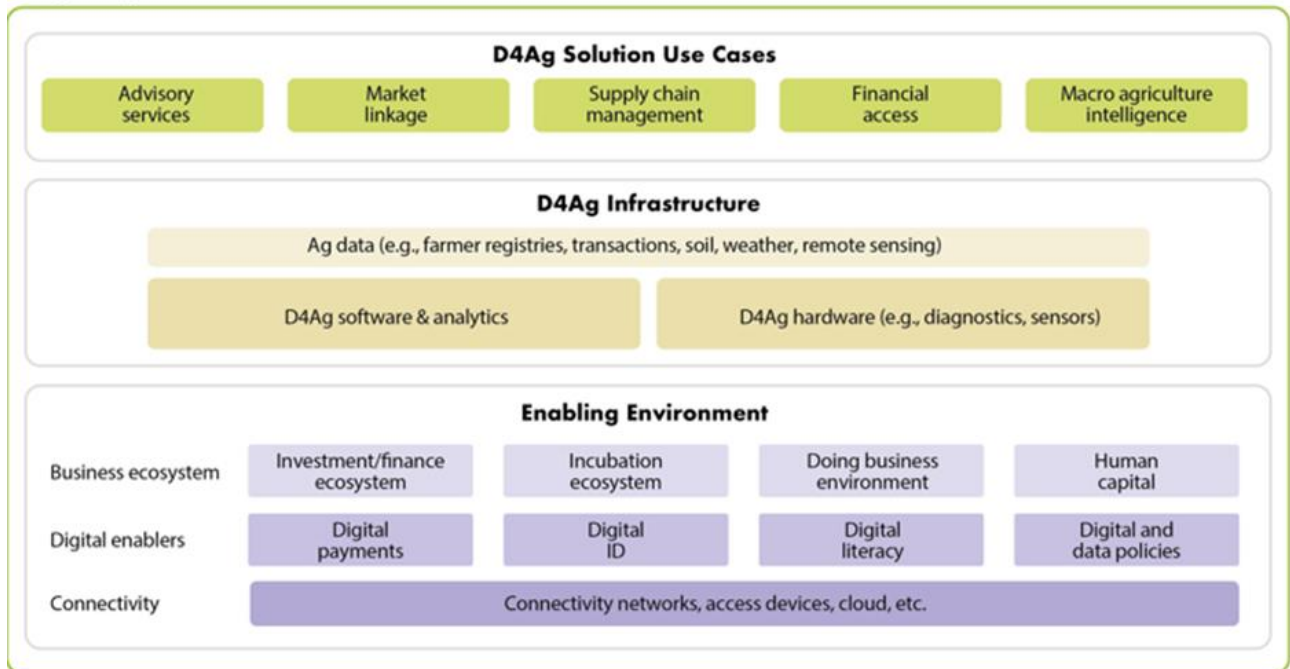 D4Ag Solution Use Cases
Advisory
services
Market
linkage
Supply chain
management
Financial
access
Macro agriculture
intelligence
D4Ag Infrastructure
Ag data (e.g., farmer registries, transactions, soil, weather, remote sensing)
D4Ag software & analytics
D4Ag hardware (e.g., diagnostics, sensors)
Enabling Environment
Business ecosystem
Investment/finance
ecosystem
Incubation
ecosystem
Doing business
environment
Human
capital
Digital enablers
Digital
payments
Digital
ID
Digital
literacy
Digital and
data policies
Connectivity
Connectivity networks, access devices, cloud, etc.